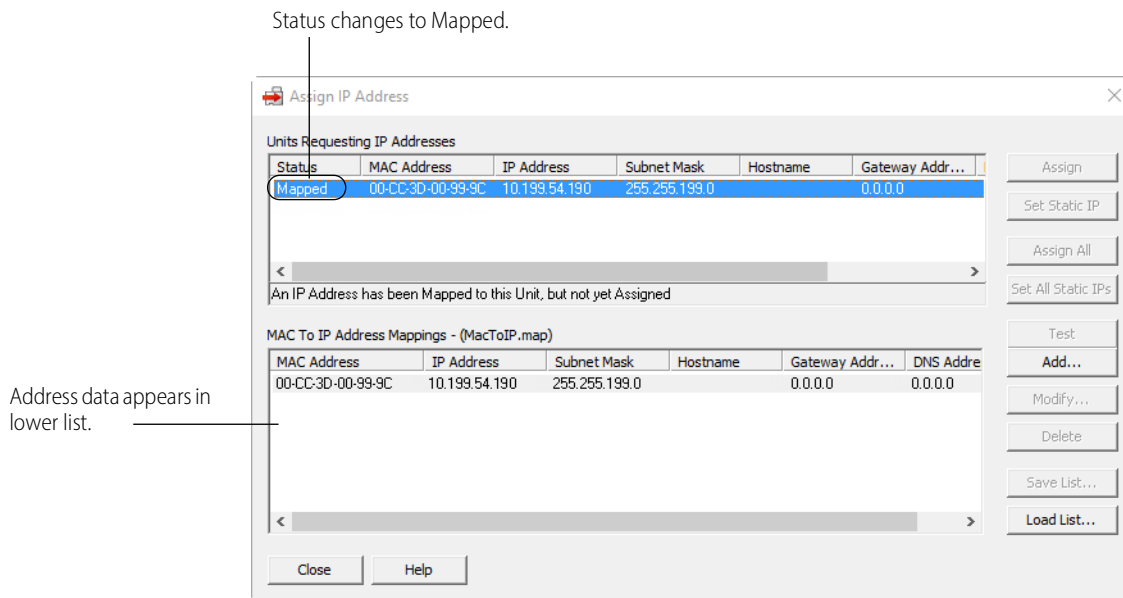 Status changes to Mapped.
Assign IP Address
Units Requesting IP Addresses
Status MAC Address IP Address Subnet Mask Hostname Gateway Addr...
Mapped 00-CC-3D-00-99-9C 10.199.54.190 255.255.199.0 0.0.0.0
An IP Address has been Mapped to this Unit, but not yet Assigned
Assign
Set Static IP
Assign All
Set All Static IPs
MAC To IP Address Mappings - (MacToIP.map)
MAC Address IP Address Subnet Mask Hostname Gateway Addr... DNS Addre
00-CC-3D-00-99-9C 10.199.54.190 255.255.199.0 0.0.0.0 0.0.0.0
Test
Add...
Modify...
Delete
Save List...
Load List...
Address data appears in
lower list.
Close Help